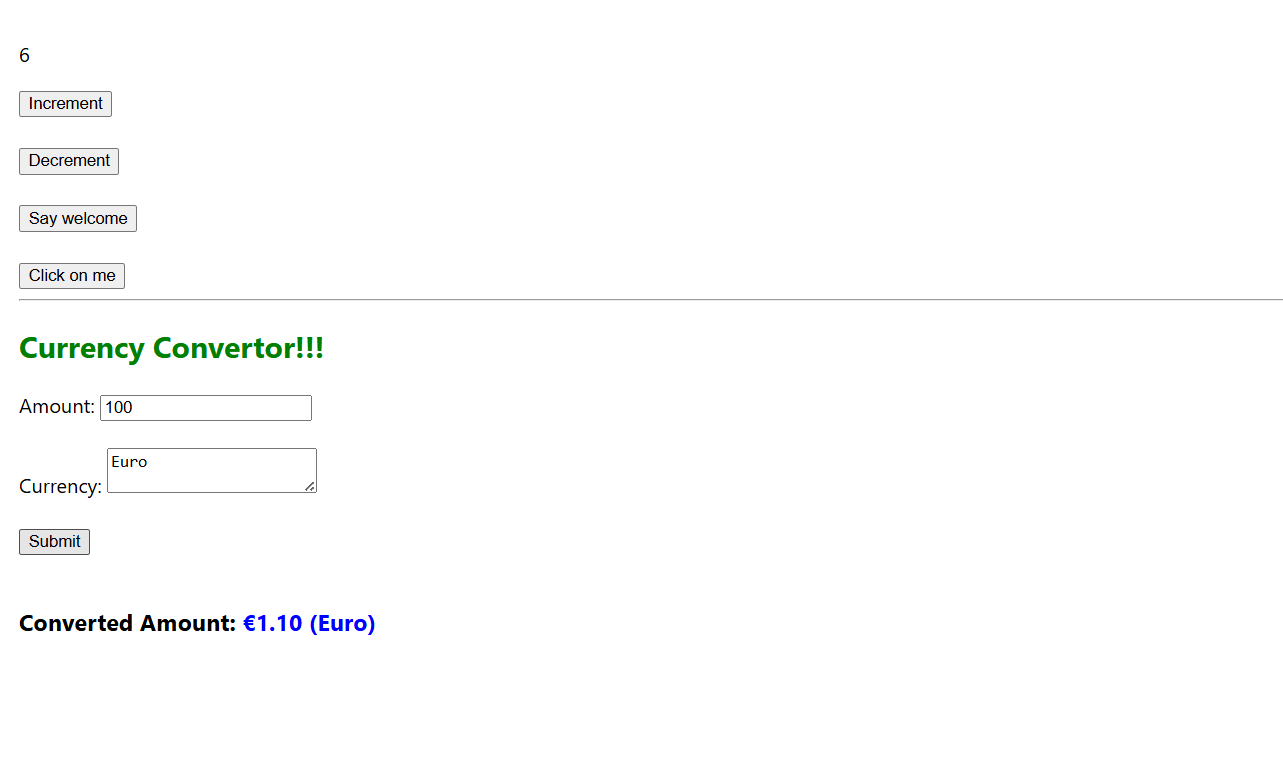 6
Increment
Decrement
Say welcome
Click on me
Currency Convertor!!!
Amount: 100
Currency: Euro
Submit
Converted Amount: €1.10 (Euro)